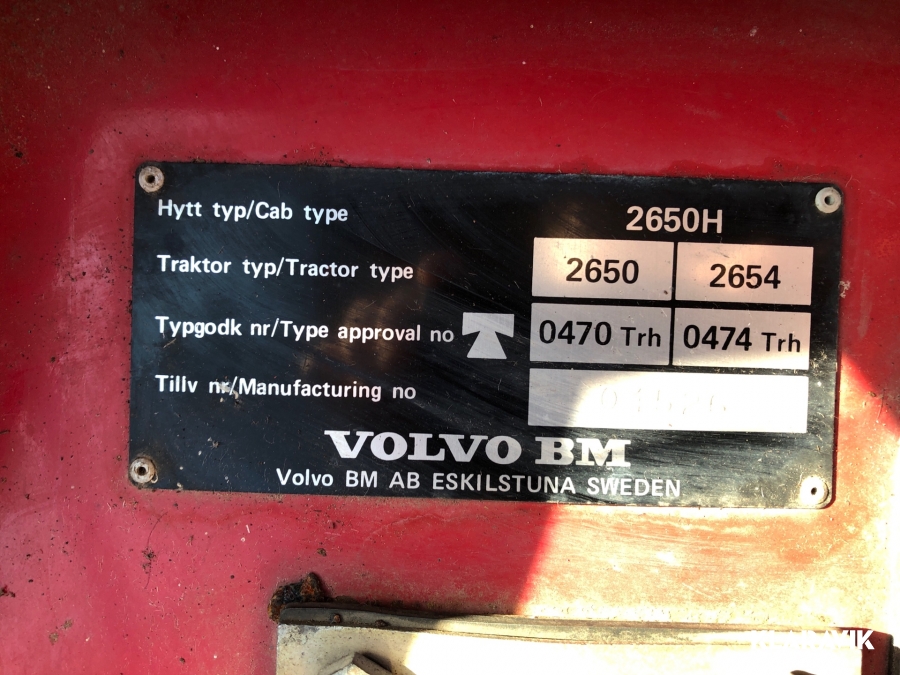 Hytt typ/Cab type 2650H
Traktor typ/Tractor type 2650 2654
Typgodk nr/Type approval no 0470 Trh 0474 Trh
Tillv nr/Manufacturing no
VOLVO BM
Volvo BM AB ESKILSTUNA SWEDEN